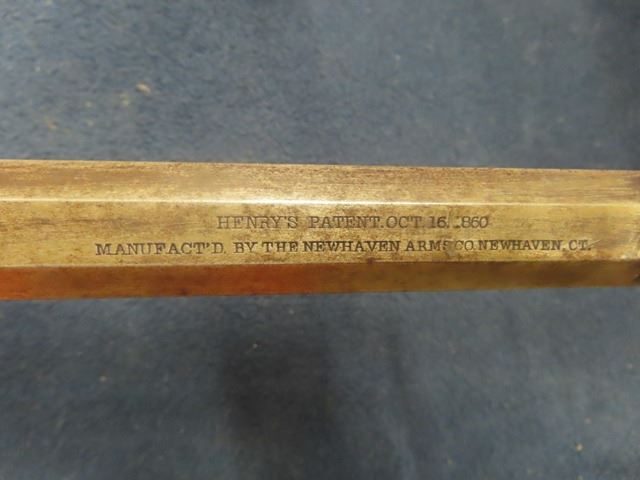 HENRY'S PATENT. OCT. 16. 1860
MANUFACT'D. BY THE NEWHAVEN ARMS CO. NEWHAVEN. CT.